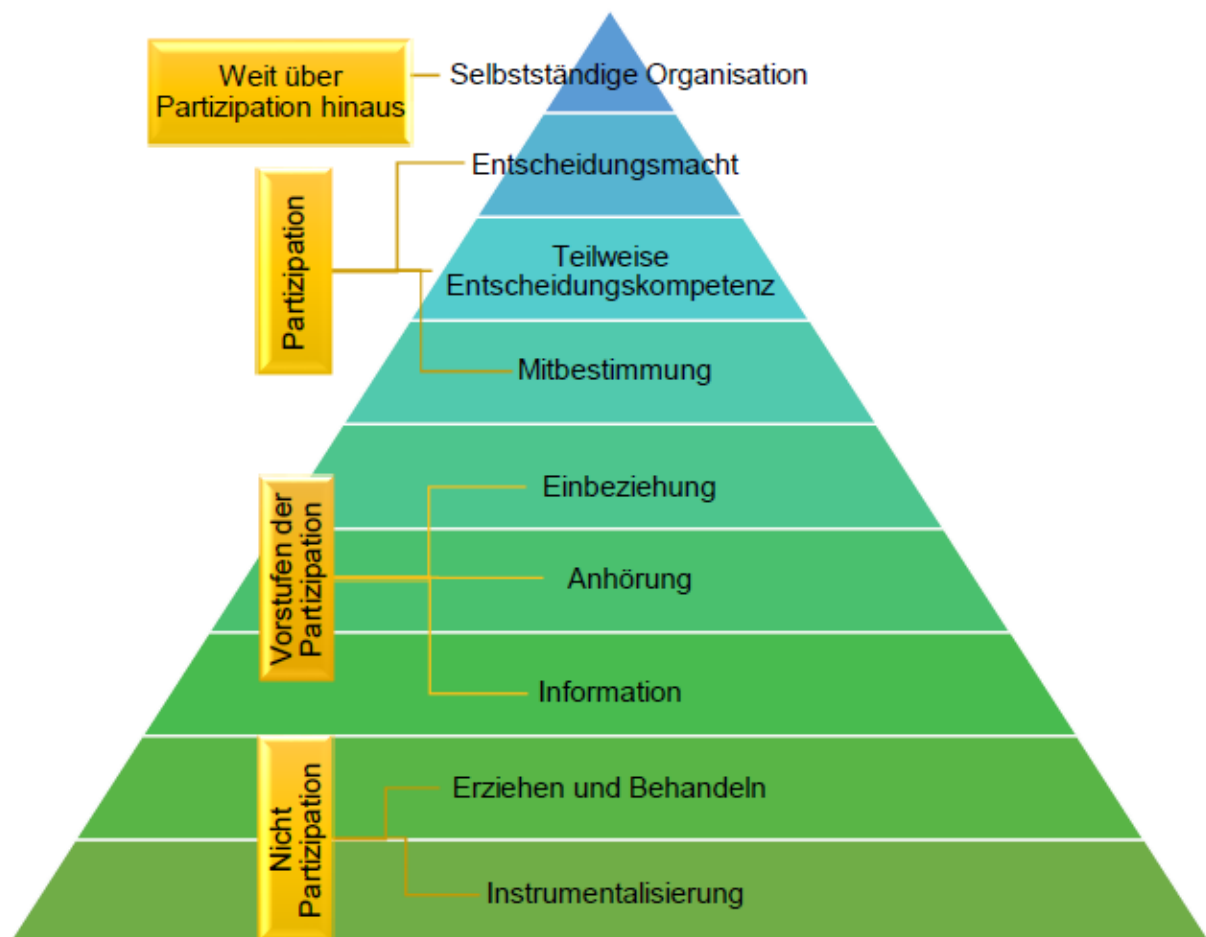 Weit über
Partizipation hinaus
Selbstständige Organisation
Partizipation
Entscheidungsmacht
Teilweise
Entscheidungskompetenz
Mitbestimmung
Vorstufen der
Partizipation
Einbeziehung
Anhörung
Information
Nicht
Partizipation
Erziehen und Behandeln
Instrumentalisierung